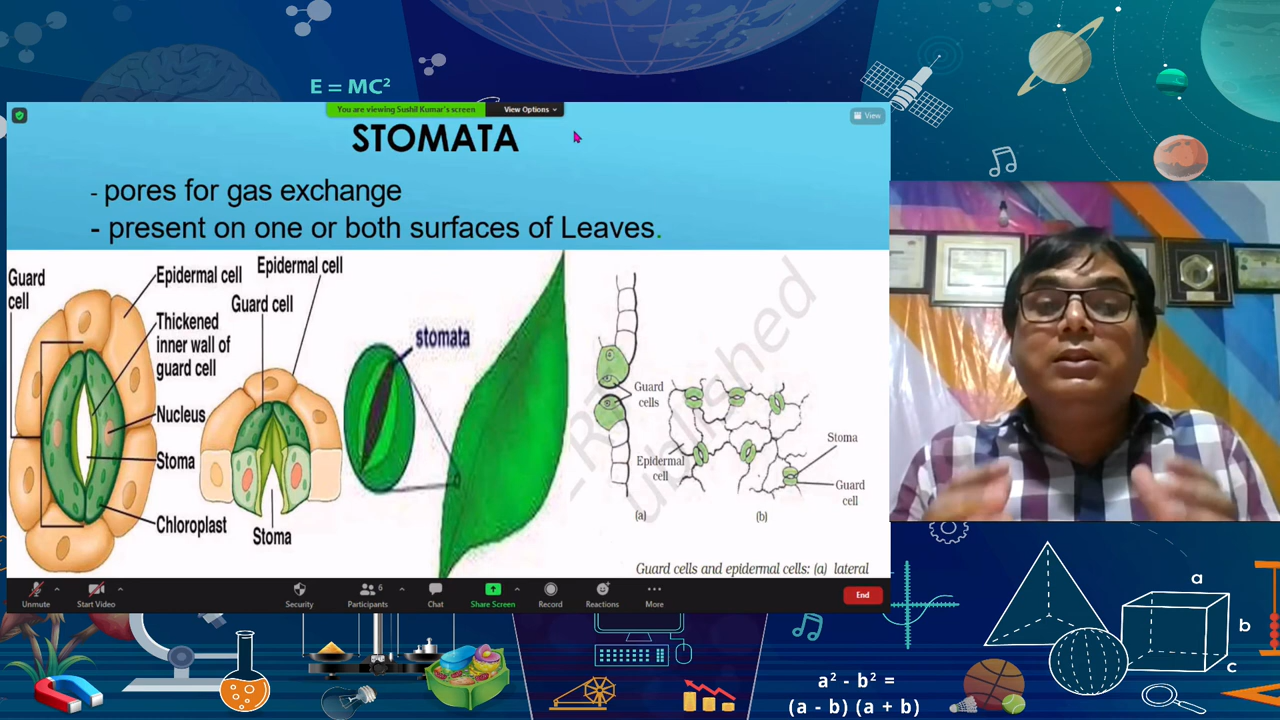 E = MC²
You are viewing Sushil Kumar's screen
View Options
View
STOMATA
- pores for gas exchange
- present on one or both surfaces of Leaves.
Guard
cell
Epidermal cell
Thickened
inner wall of
guard cell
Nucleus
Stoma
Chloroplast
Epidermal cell
Guard cell
Stoma
stomata
Guard
cells
Epidermal
cell
(a)
Stoma
Guard
cell
(b)
Guard cells and epidermal cells: (a) lateral
Unmute
Start Video
Security
Participants
6
Chat
Share Screen
Record
Reactions
More
End
a
b
c
a² - b² =
(a - b) (a + b)